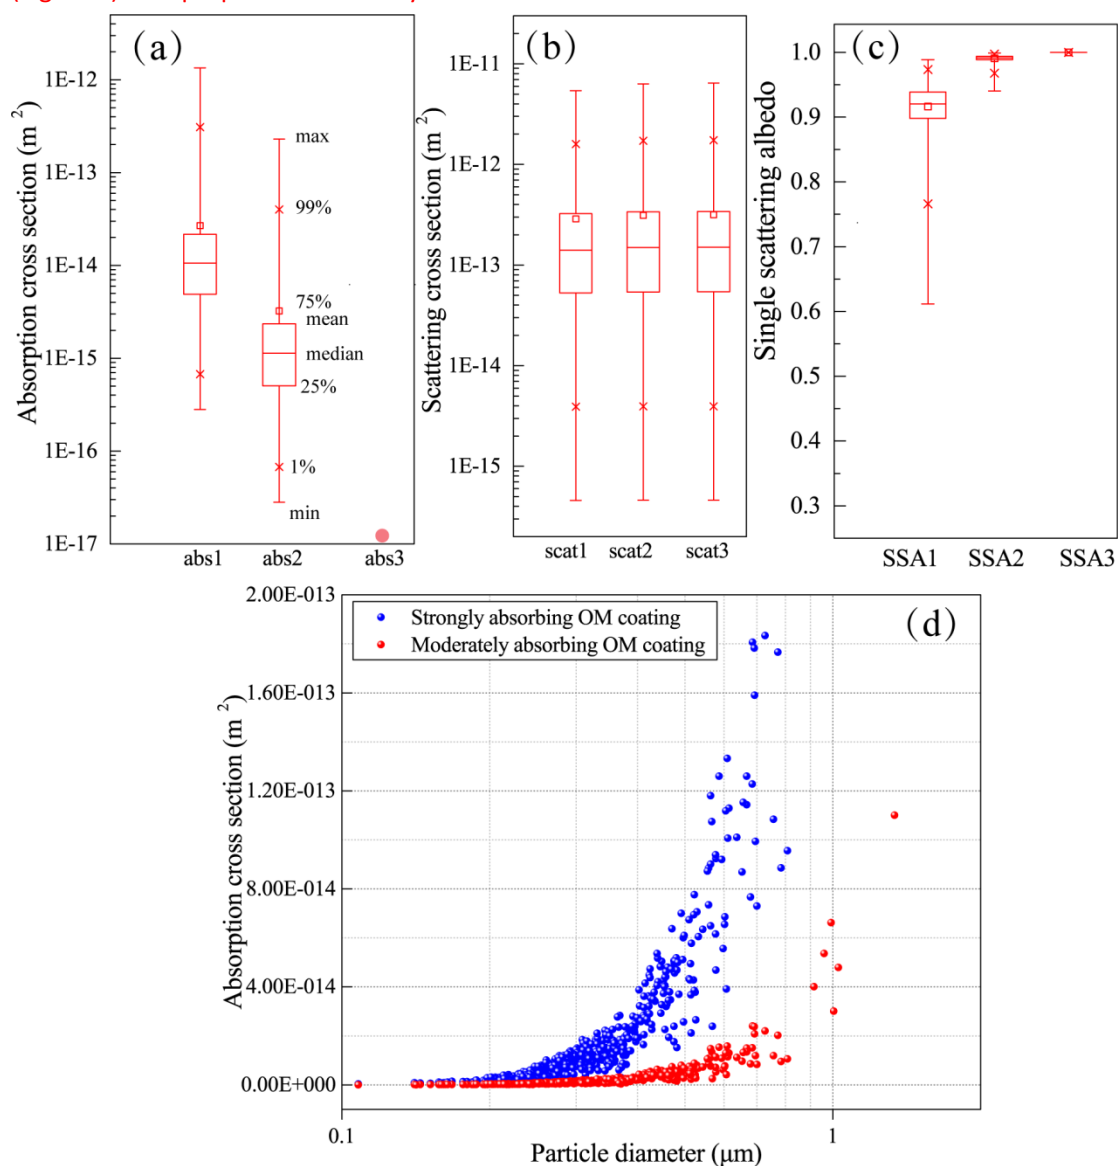 (a)
Absorption cross section (m 2)
1E-12
1E-13
1E-14
1E-15
1E-16
1E-17
max
99%
75%
mean
median
25%
1%
min
abs1 abs2 abs3
(b)
Scattering cross section (m 2)
1E-11
1E-12
1E-13
1E-14
1E-15
scat1 scat2 scat3
(c)
Single scattering albedo
1.0
0.9
0.8
0.7
0.6
0.5
0.4
0.3
SSA1 SSA2 SSA3
(d)
Strongly absorbing OM coating
Moderately absorbing OM coating
Absorption cross section (m 2)
2.00E-013
1.60E-013
1.20E-013
8.00E-014
4.00E-014
0.00E+000
0.1 1
Particle diameter (μm)